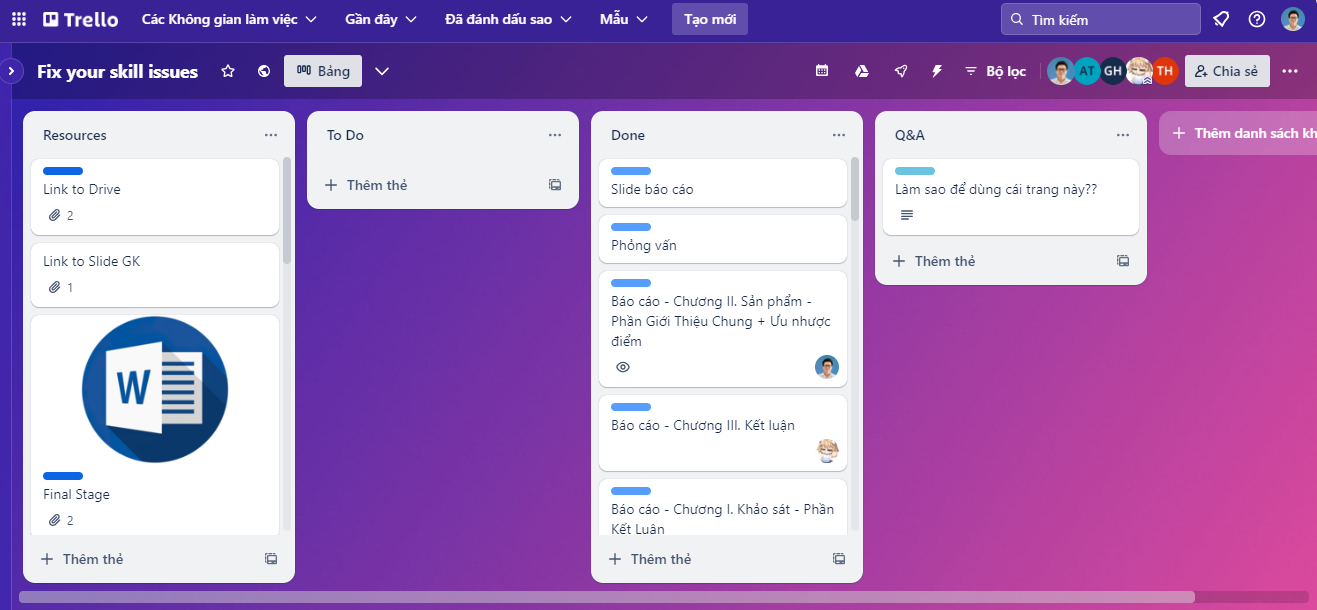 Trello Các Không gian làm việc Gần đây Đã đánh dấu sao Mẫu Tạo mới Tìm kiếm
Fix your skill issues Bảng Bộ lọc AT GH TH Chia sẻ
Resources
Link to Drive
2
Link to Slide GK
1
W
Final Stage
2
Thêm thẻ
To Do
Thêm thẻ
Done
Slide báo cáo
Phỏng vấn
Báo cáo - Chương II. Sản phẩm -
Phần Giới Thiệu Chung + Ưu nhược
điểm
Báo cáo - Chương III. Kết luận
Báo cáo - Chương I. Khảo sát - Phần
Kết Luận
Thêm thẻ
Q&A
Làm sao để dùng cái trang này??
Thêm thẻ
Thêm danh sách kh